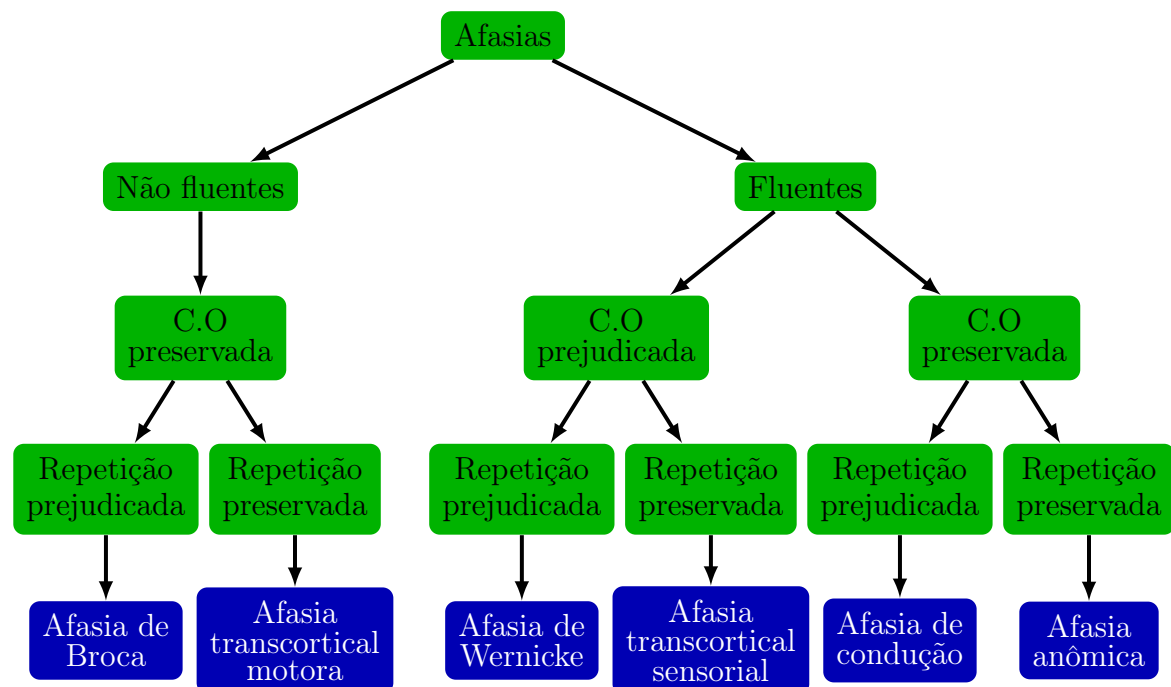 Afasias
Não fluentes
Fluentes
C.O
preservada
C.O
prejudicada
C.O
preservada
Repetição
prejudicada
Repetição
preservada
Repetição
prejudicada
Repetição
preservada
Repetição
prejudicada
Repetição
preservada
Afasia de
Broca
Afasia
transcortical
motora
Afasia de
Wernicke
Afasia
transcortical
sensorial
Afasia de
condução
Afasia
anômica